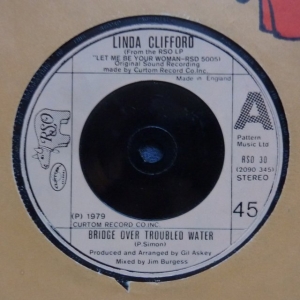 LINDA CLIFFORD
(From the RSO LP
"LET ME BE YOUR WOMAN-RSD 5005)
Original Sound Recording
made by Curtom Record Co. Inc.
Made in England
A
Pattern
Music Ltd
RSO 30
(2090 345)
STEREO
RSO
(P) 1979
CURTOM RECORD CO INC.
45
BRIDGE OVER TROUBLED WATER
(P.Simon)
Produced and Arranged by Gil Askey
Mixed by Jim Burgess